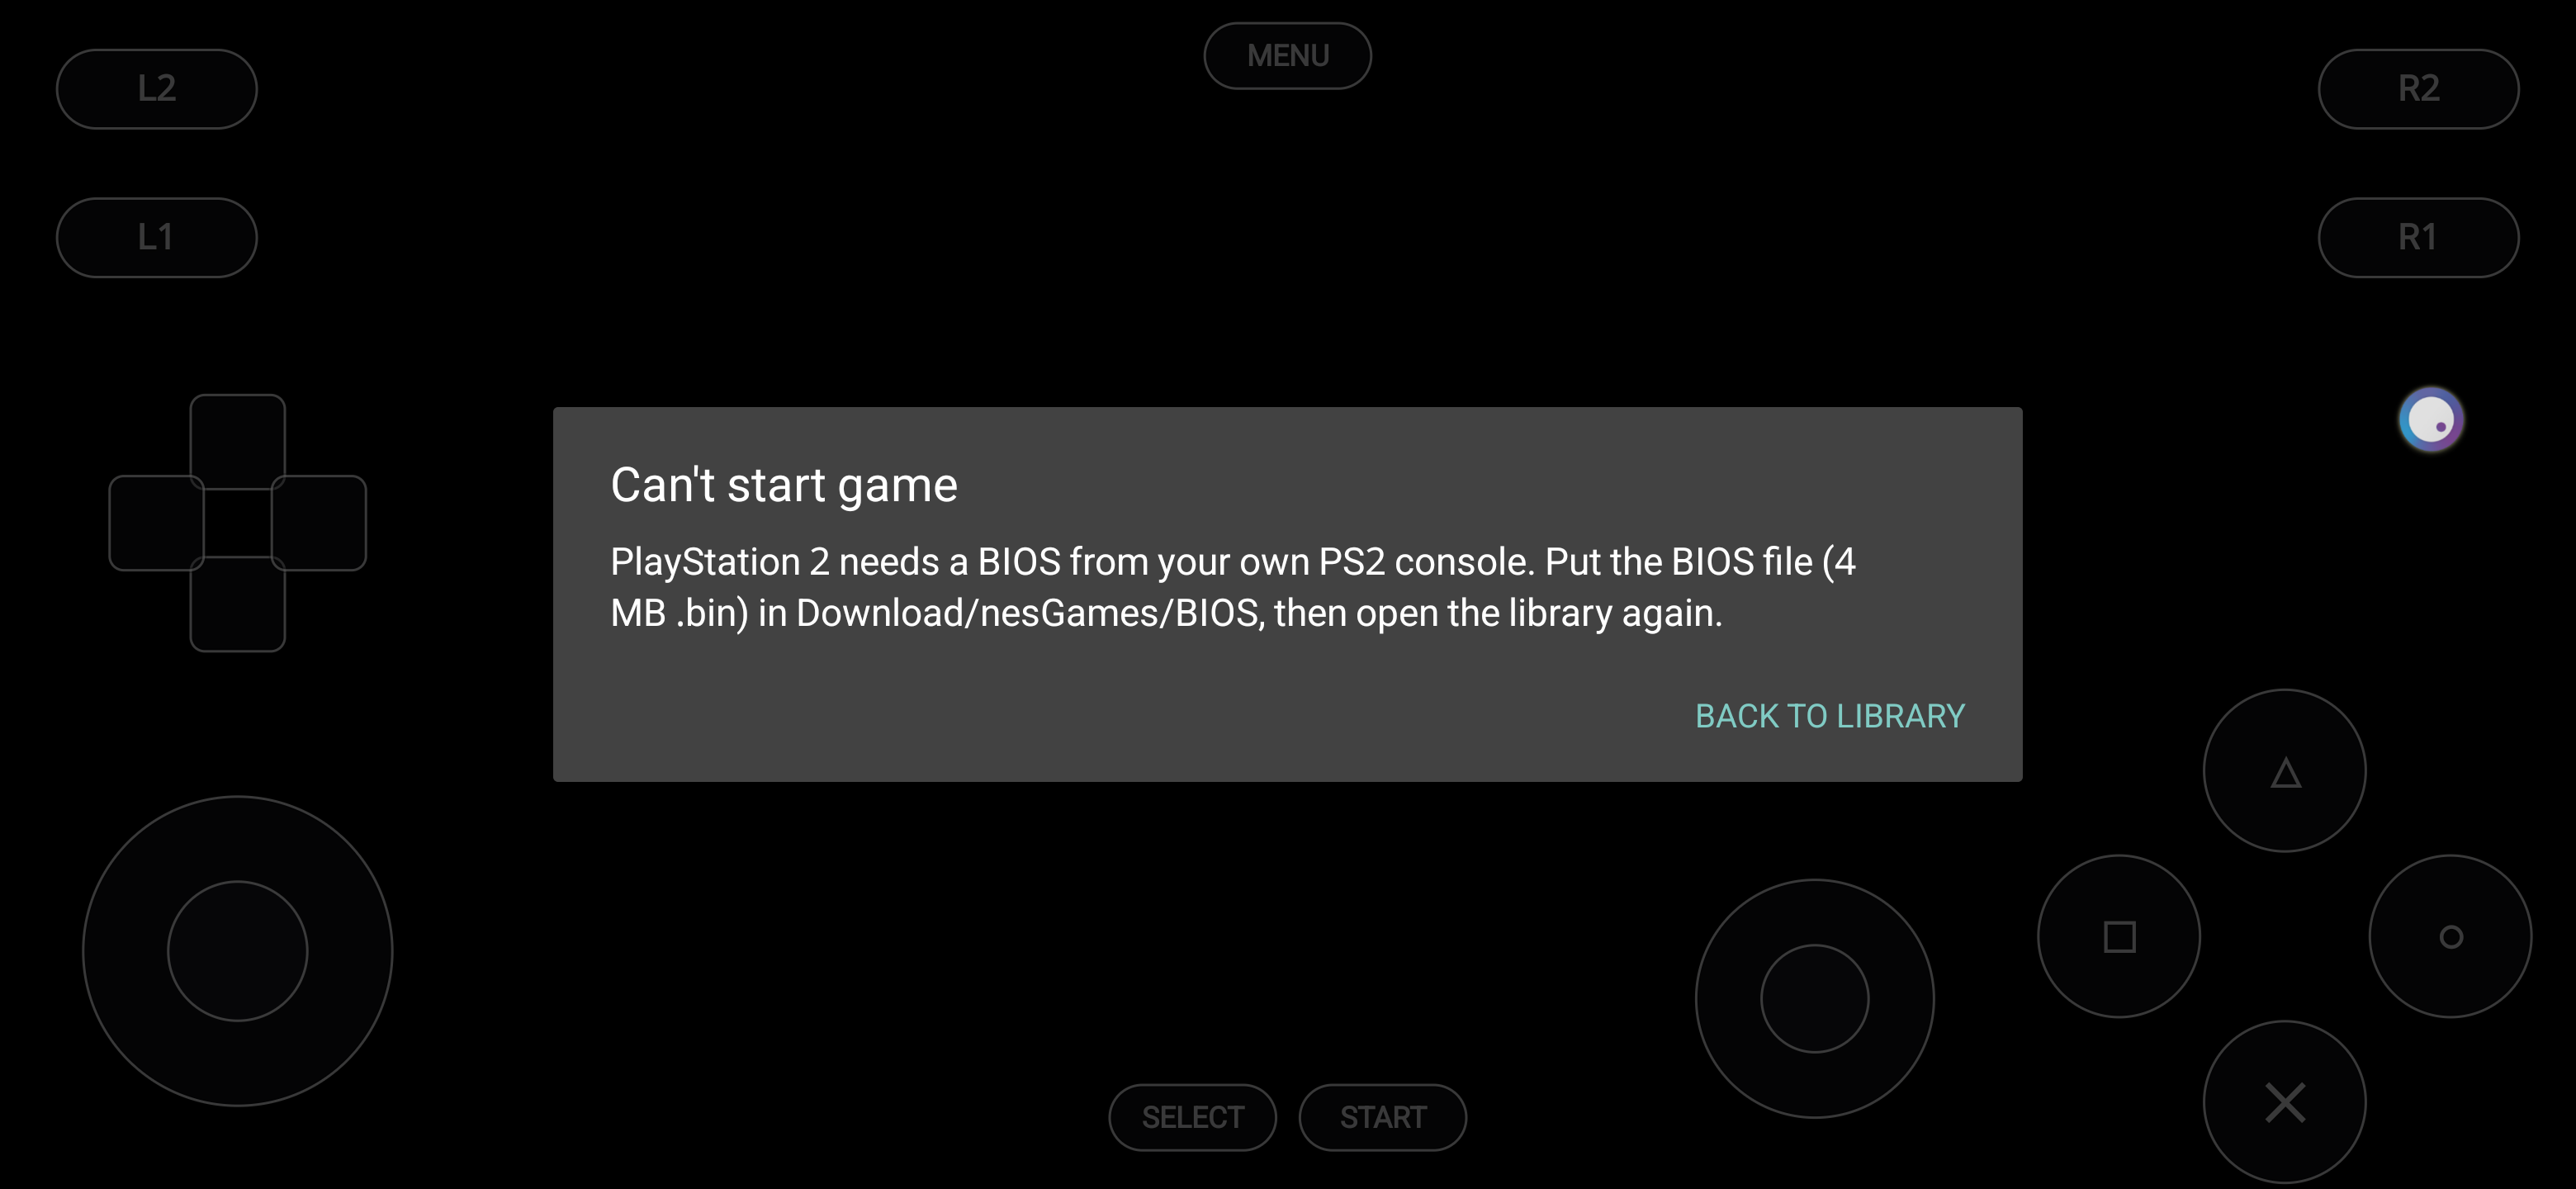 MENU
L2
R2
L1
R1
Can't start game
PlayStation 2 needs a BIOS from your own PS2 console. Put the BIOS file (4
MB .bin) in Download/nesGames/BIOS, then open the library again.
BACK TO LIBRARY
SELECT
START